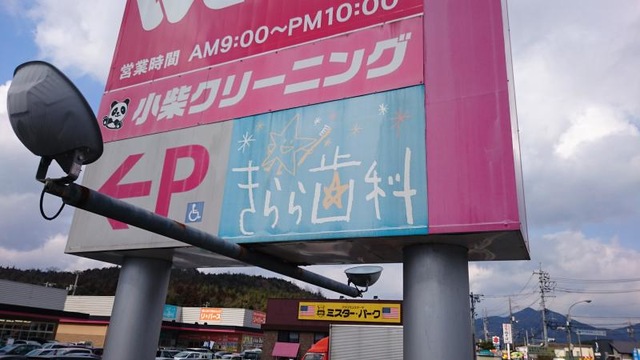 営業時間 AM9:00〜PM10:00
小柴クリーニング
←P
きらら歯科
ミスター・パーク